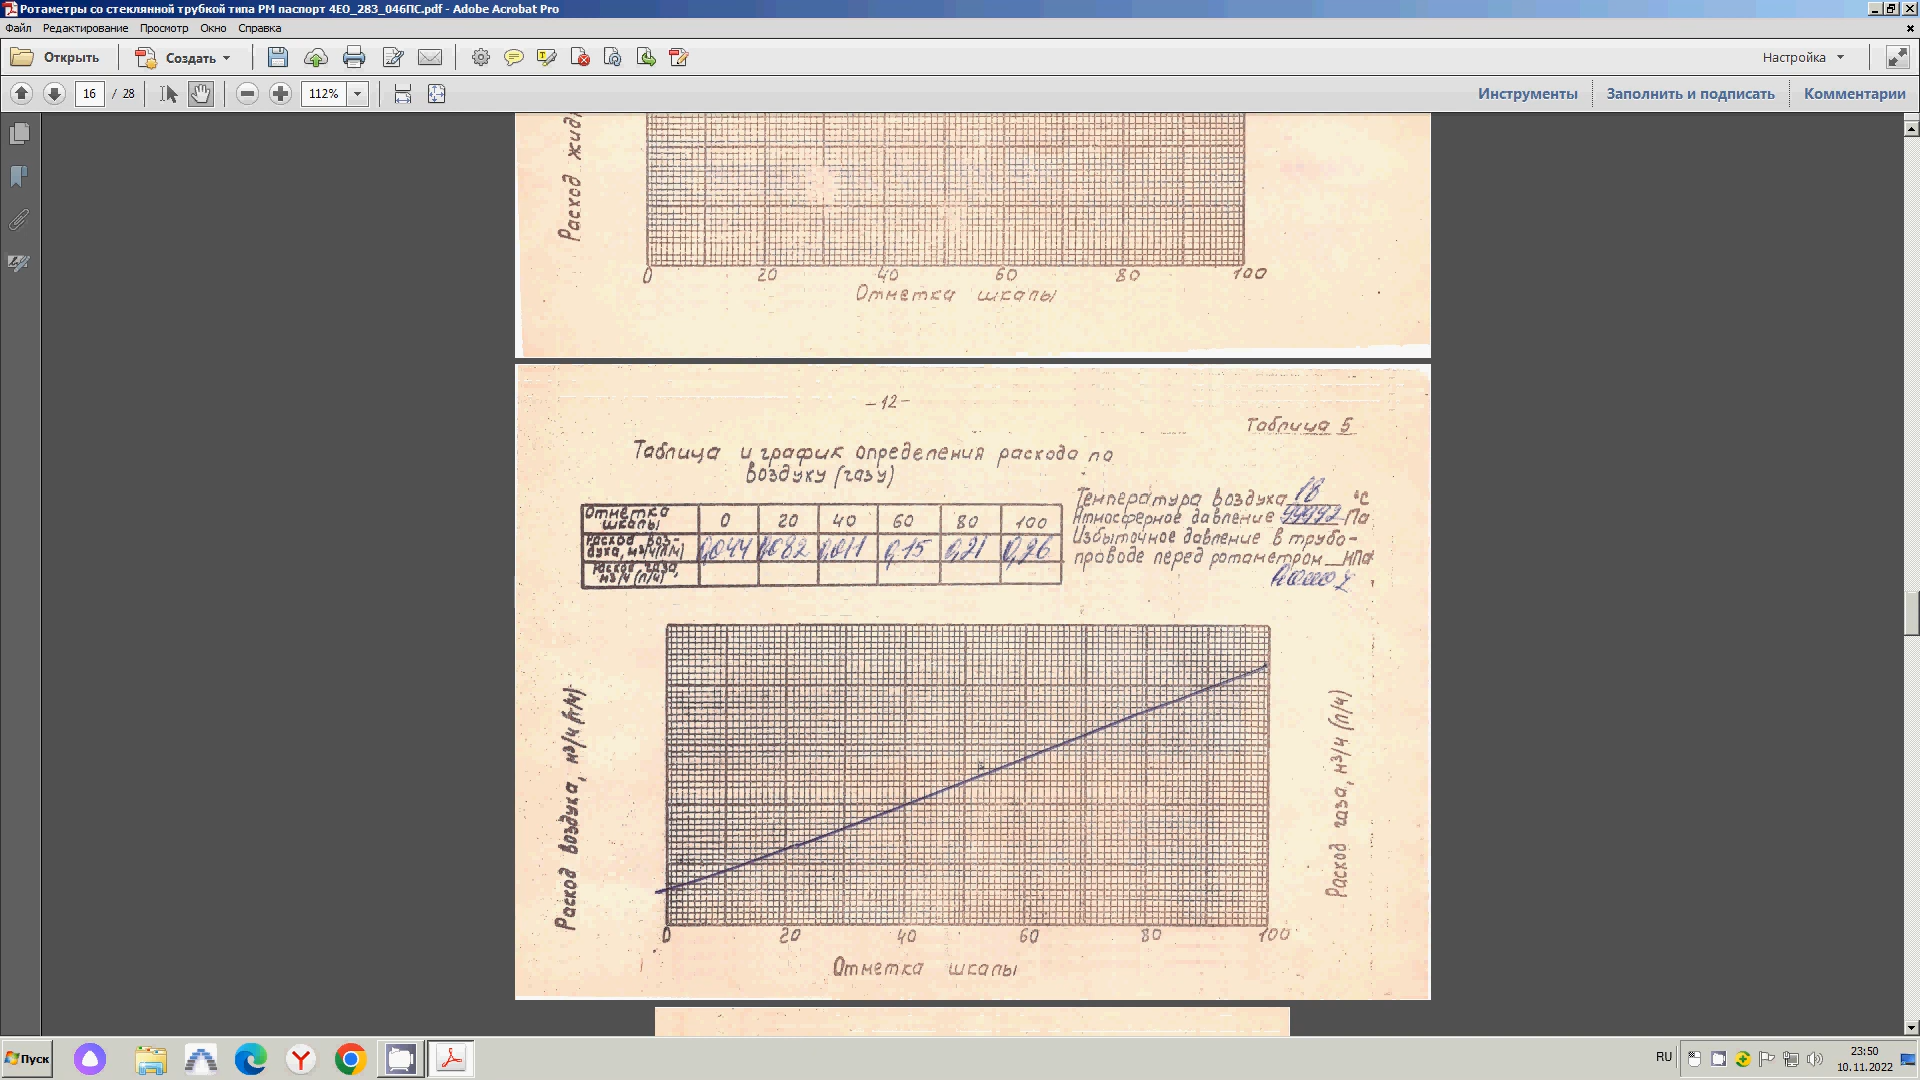 Ротаметры со стеклянной трубкой типа РМ паспорт 4ЕО_283_046ПС.pdf - Adobe Acrobat Pro
Файл Редактирование Просмотр Окно Справка
Открыть Создать Настройка
16 / 28 112% Инструменты Заполнить и подписать Комментарии
Расход
0 20 40 60 80 100
Отметка шкалы
-12-
Таблица 5
Таблица и график определения расхода по
воздуху (газу)
Температура воздуха 18 °С
Атмосферное давление 99992 Па
Избыточное давление в трубо-
проводе перед ротаметром МПа
Отметка шкалы 0 20 40 60 80 100
Расход воздуха, м³/ч (л/ч) 0,044 0,082 0,011 0,15 0,21 0,26
Расход газа, м³/ч (л/ч)
Расход воздуха, м³/ч (л/ч)
Расход газа, м³/ч (л/ч)
0 20 40 60 80 100
Отметка шкалы
Пуск
RU
23:50
10.11.2022